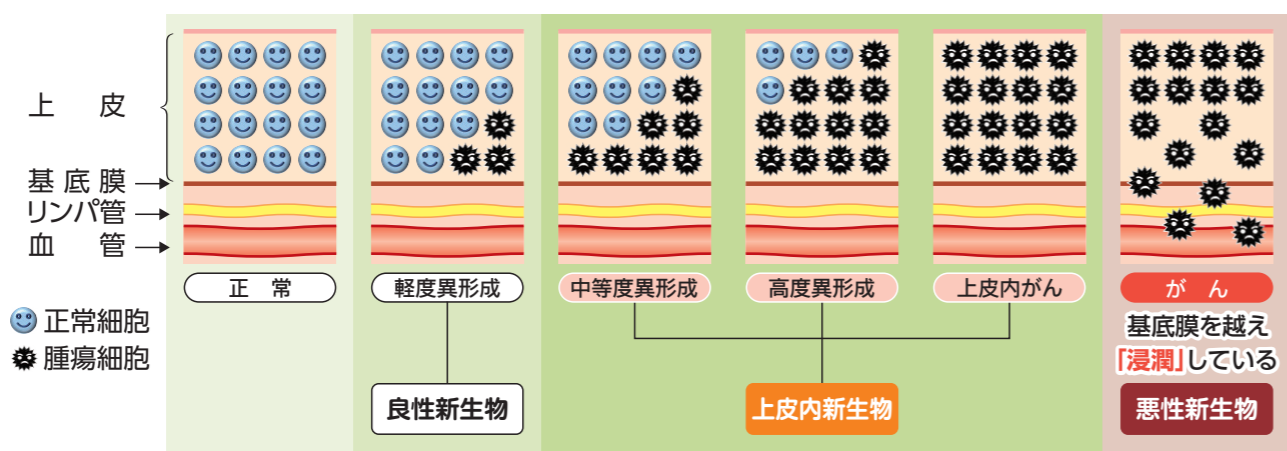 上皮
基底膜
リンパ管
血管
正常
軽度異形成
中等度異形成
高度異形成
上皮内がん
がん
正常細胞
腫瘍細胞
基底膜を越え
「浸潤」している
良性新生物
上皮内新生物
悪性新生物